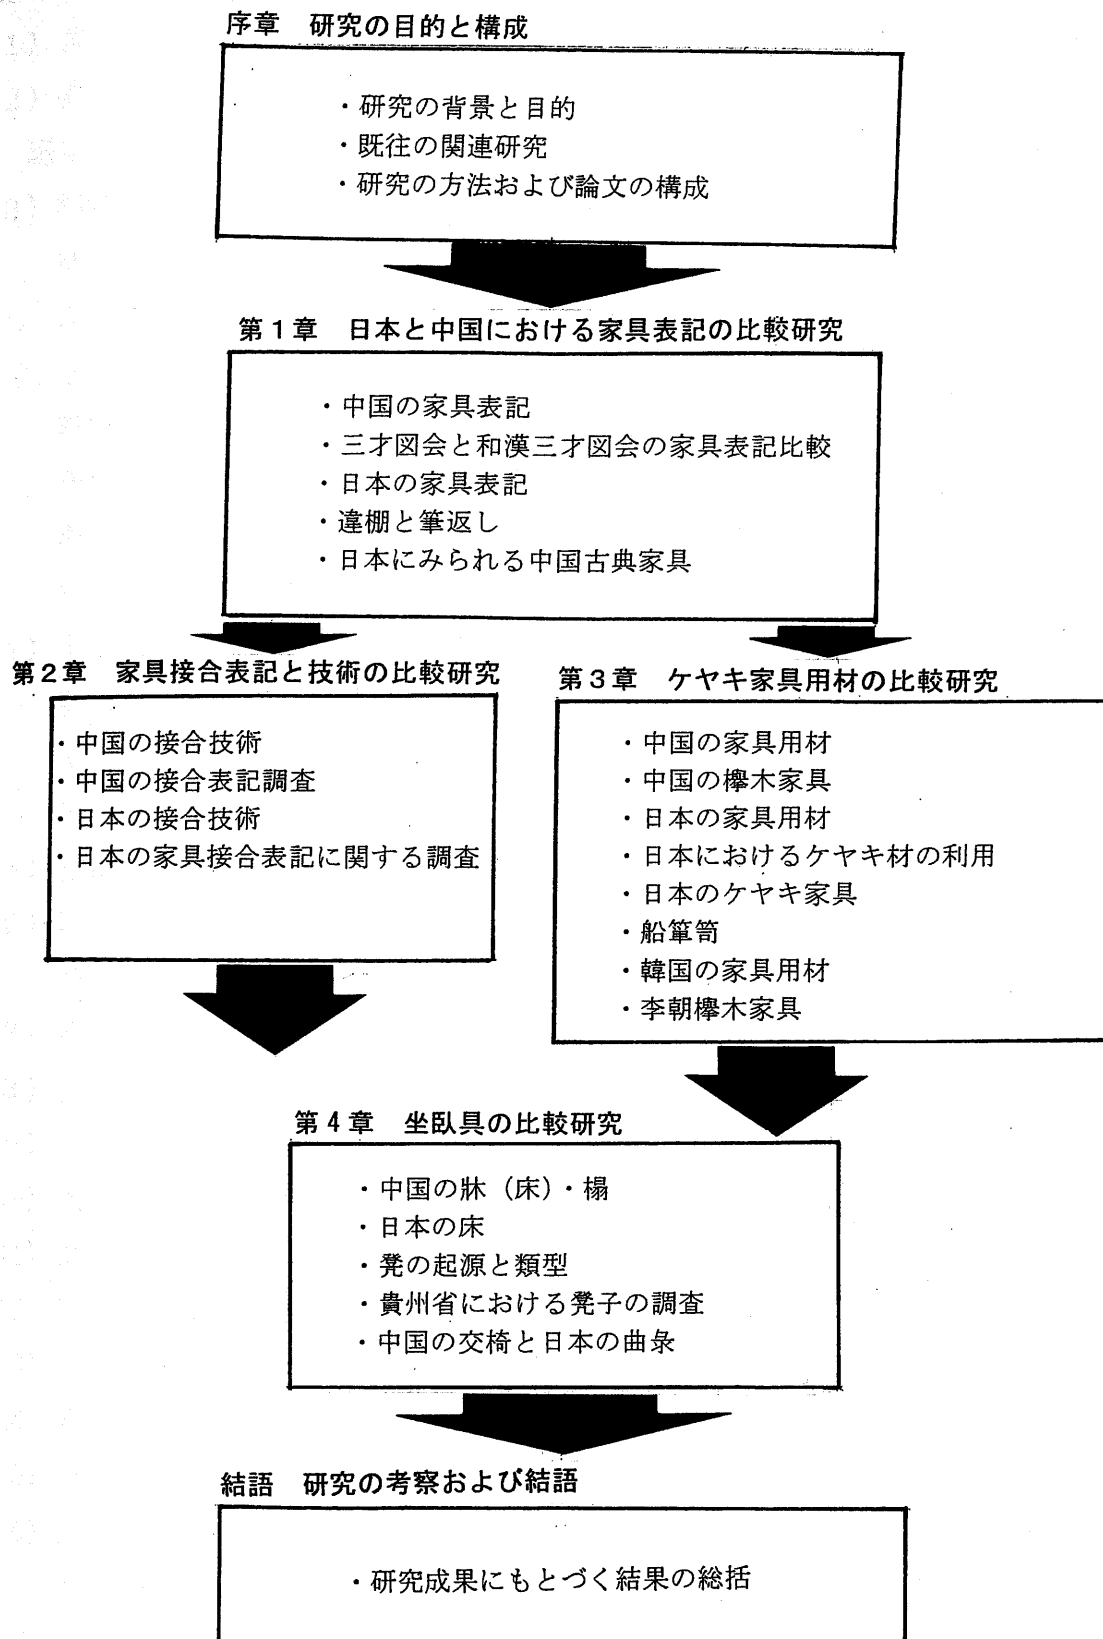 序章　研究の目的と構成
・研究の背景と目的
・既往の関連研究
・研究の方法および論文の構成
第１章　日本と中国における家具表記の比較研究
・中国の家具表記
・三才図会と和漢三才図会の家具表記比較
・日本の家具表記
・違棚と筆返し
・日本にみられる中国古典家具
第２章　家具接合表記と技術の比較研究
・中国の接合技術
・中国の接合表記調査
・日本の接合技術
・日本の家具接合表記に関する調査
第３章　ケヤキ家具用材の比較研究
・中国の家具用材
・中国の欅木家具
・日本の家具用材
・日本におけるケヤキ材の利用
・日本のケヤキ家具
・船箪笥
・韓国の家具用材
・李朝欅木家具
第４章　坐臥具の比較研究
・中国の牀（床）・榻
・日本の床
・凳の起源と類型
・貴州省における凳子の調査
・中国の交椅と日本の曲彔
結語　研究の考察および結語
・研究成果にもとづく結果の総括